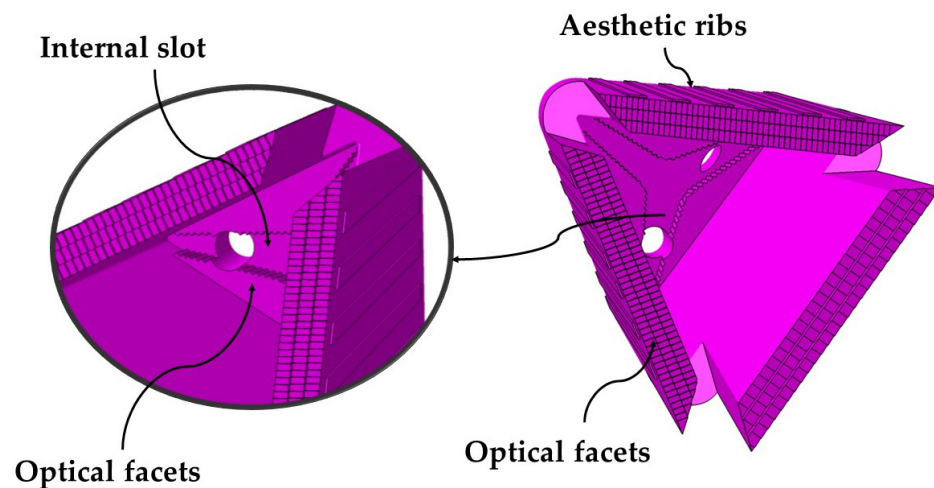 Internal slot
Aesthetic ribs
Optical facets
Optical facets